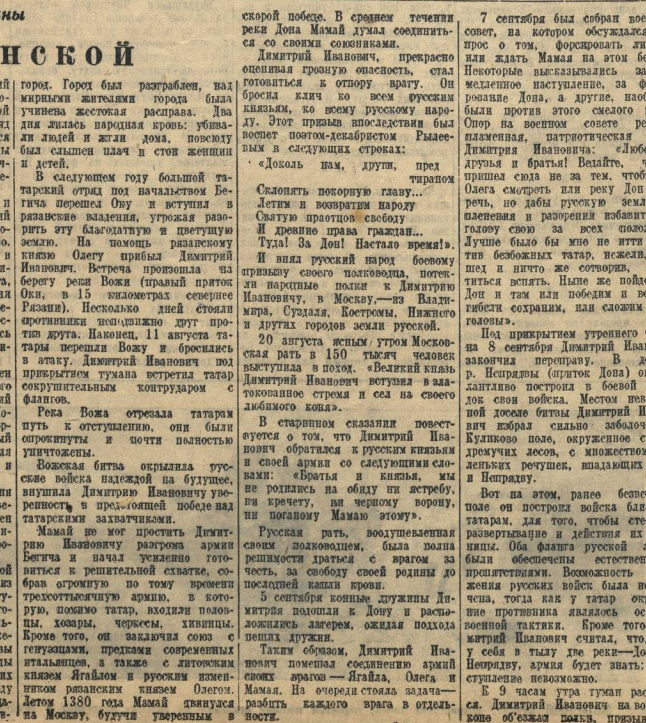 НСКОЙ
город. Город был разграблен, над
мирными жителями города была
учинена жестокая расправа. Два
дня лилась народная кровь: убива-
ли людей и жгли дома, повсюду
был слышен плач и стон женщин
и детей.
В следующем году большой та-
тарский отряд под начальством Бе-
гича перешел Оку и вступил в
рязанские владения, угрожая разо-
рить эту благодатную и цветущую
землю. На помощь рязанскому
князю Олегу прибыл Димитрий
Иванович. Встреча произошла на
берегу реки Вожи (правый приток
Оки, в 15 километрах севернее
Рязани). Несколько дней стояли
противники неподвижно друг про-
тив друга. Наконец, 11 августа та-
тары перешли Вожу и бросились
в атаку. Димитрий Иванович под
прикрытием тумана встретил татар
сокрушительным контрударом с
флангов.
Река Вожа отрезала татарам
путь к отступлению, они были
опрокинуты и почти полностью
уничтожены.
Вожская битва окрылила рус-
ские войска надеждой на будущее,
внушила Димитрию Ивановичу уве-
ренность в предстоящей победе над
татарскими захватчиками.
Мамай не мог простить Димит-
рию Ивановичу разгрома армии
Бегича и начал усиленно гото-
виться к решительной схватке, со-
брав огромную по тому времени
трехсоттысячную армию, в кото-
рую, помимо татар, входили полов-
цы, хозары, черкесы, хивинцы.
Кроме того, он заключил союз с
генуэзцами, предками современных
итальянцев, а также с литовским
князем Ягайлом и русским измен-
ником рязанским князем Олегом.
Летом 1380 года Мамай двинулся
на Москву, будучи уверенным в
скорой победе. В среднем течении
реки Дона Мамай думал соединить-
ся со своими союзниками.
Димитрий Иванович, прекрасно
оценивая грозную опасность, стал
готовиться к отпору врагу. Он
бросил клич ко всем русским
князьям, ко всему русскому наро-
ду. Этот призыв впоследствии был
воспет поэтом-декабристом Рылее-
вым в следующих строках:
«Доколь нам, други, пред
тираном
Склонять покорную главу...
Летим и возвратим народу
Святую праотцов свободу
И древние права граждан...
Туда! За Дон! Настало время!».
И внял русский народ боевому
призыву своего полководца, потек-
ли народные полки к Димитрию
Ивановичу, в Москву,—из Влади-
мира, Суздаля, Костромы, Нижнего
и других городов земли русской.
20 августа ясным утром Москов-
ская рать в 150 тысяч человек
выступила в поход. «Великий князь
Димитрий Иванович вступил в зла-
токованное стремя и сел на своего
любимого коня».
В старинном сказании повест-
вуется о том, что Димитрий Ива-
нович обратился к русским князьям
и своей армии со следующими сло-
вами: «Братья и князья, мы
не родились на обиду ни ястребу,
ни кречету, ни черному ворону,
ни поганому Мамаю этому».
Русская рать, воодушевленная
своим полководцем, была полна
решимости драться с врагом за
честь, за свободу своей родины до
последней капли крови.
5 сентября конные дружины Ди-
митрия подошли к Дону и распо-
ложились лагерем, ожидая подхода
пеших дружин.
Таким образом, Димитрий Ива-
нович помешал соединению армий
своих врагов — Ягайла, Олега и
Мамая. На очереди стояла задача—
разбить каждого врага в отдель-
ности.
7 сентября был собран вое
совет, на котором обсуждался
прос о том, форсировать ли
или ждать Мамая на этом бе
Некоторые высказывались за
медленное наступление, за ф
рование Дона, а другие, наоб
были против этого смелого
Спор на военном совете ре
пламенная, патриотическая
Димитрия Ивановича: «Любе
друзья и братья! Ведайте, ч
пришел сюда не за тем, чтоб
Олега смотреть или реку Дон
речь, но дабы русскую земл
пленения и разорения избавит
голову свою за всех поло
Лучше было бы мне не итти
тив безбожных татар, нежели,
шед и ничто же сотворив,
титься вспять. Ныне же пойде
Дон и там или победим и во
гибели сохраним, или сложим
головы».
Под прикрытием утреннего т
на 8 сентября Димитрий Иван
закончил переправу. В д
р. Непрядвы (приток Дона) он
лантливо построил в боевой
док свои войска. Местом нев
ной доселе битвы Димитрий И
вич избрал сильно заболоч
Куликово поле, окруженное с
дремучих лесов, с множеством
леньких речушек, впадающих
и Непрядву.
Вот на этом, ранее безве
поле он построил войска бли
татарам, для того, чтобы сте
развертывание и действия их
ницы. Оба фланга русской л
были обеспечены естествен
препятствиями. Возможность
жения русских войск была ис
чена, тогда как у татар окр
ние противника являлось ос
военной тактики. Кроме того
митрий Иванович считал, что,
у себя в тылу две реки—До
Непрядву, армия будет знать:
ступление невозможно.
К 9 часам утра туман рас
ся. Димитрий Иванович на во
коне объезжал полки, призыв